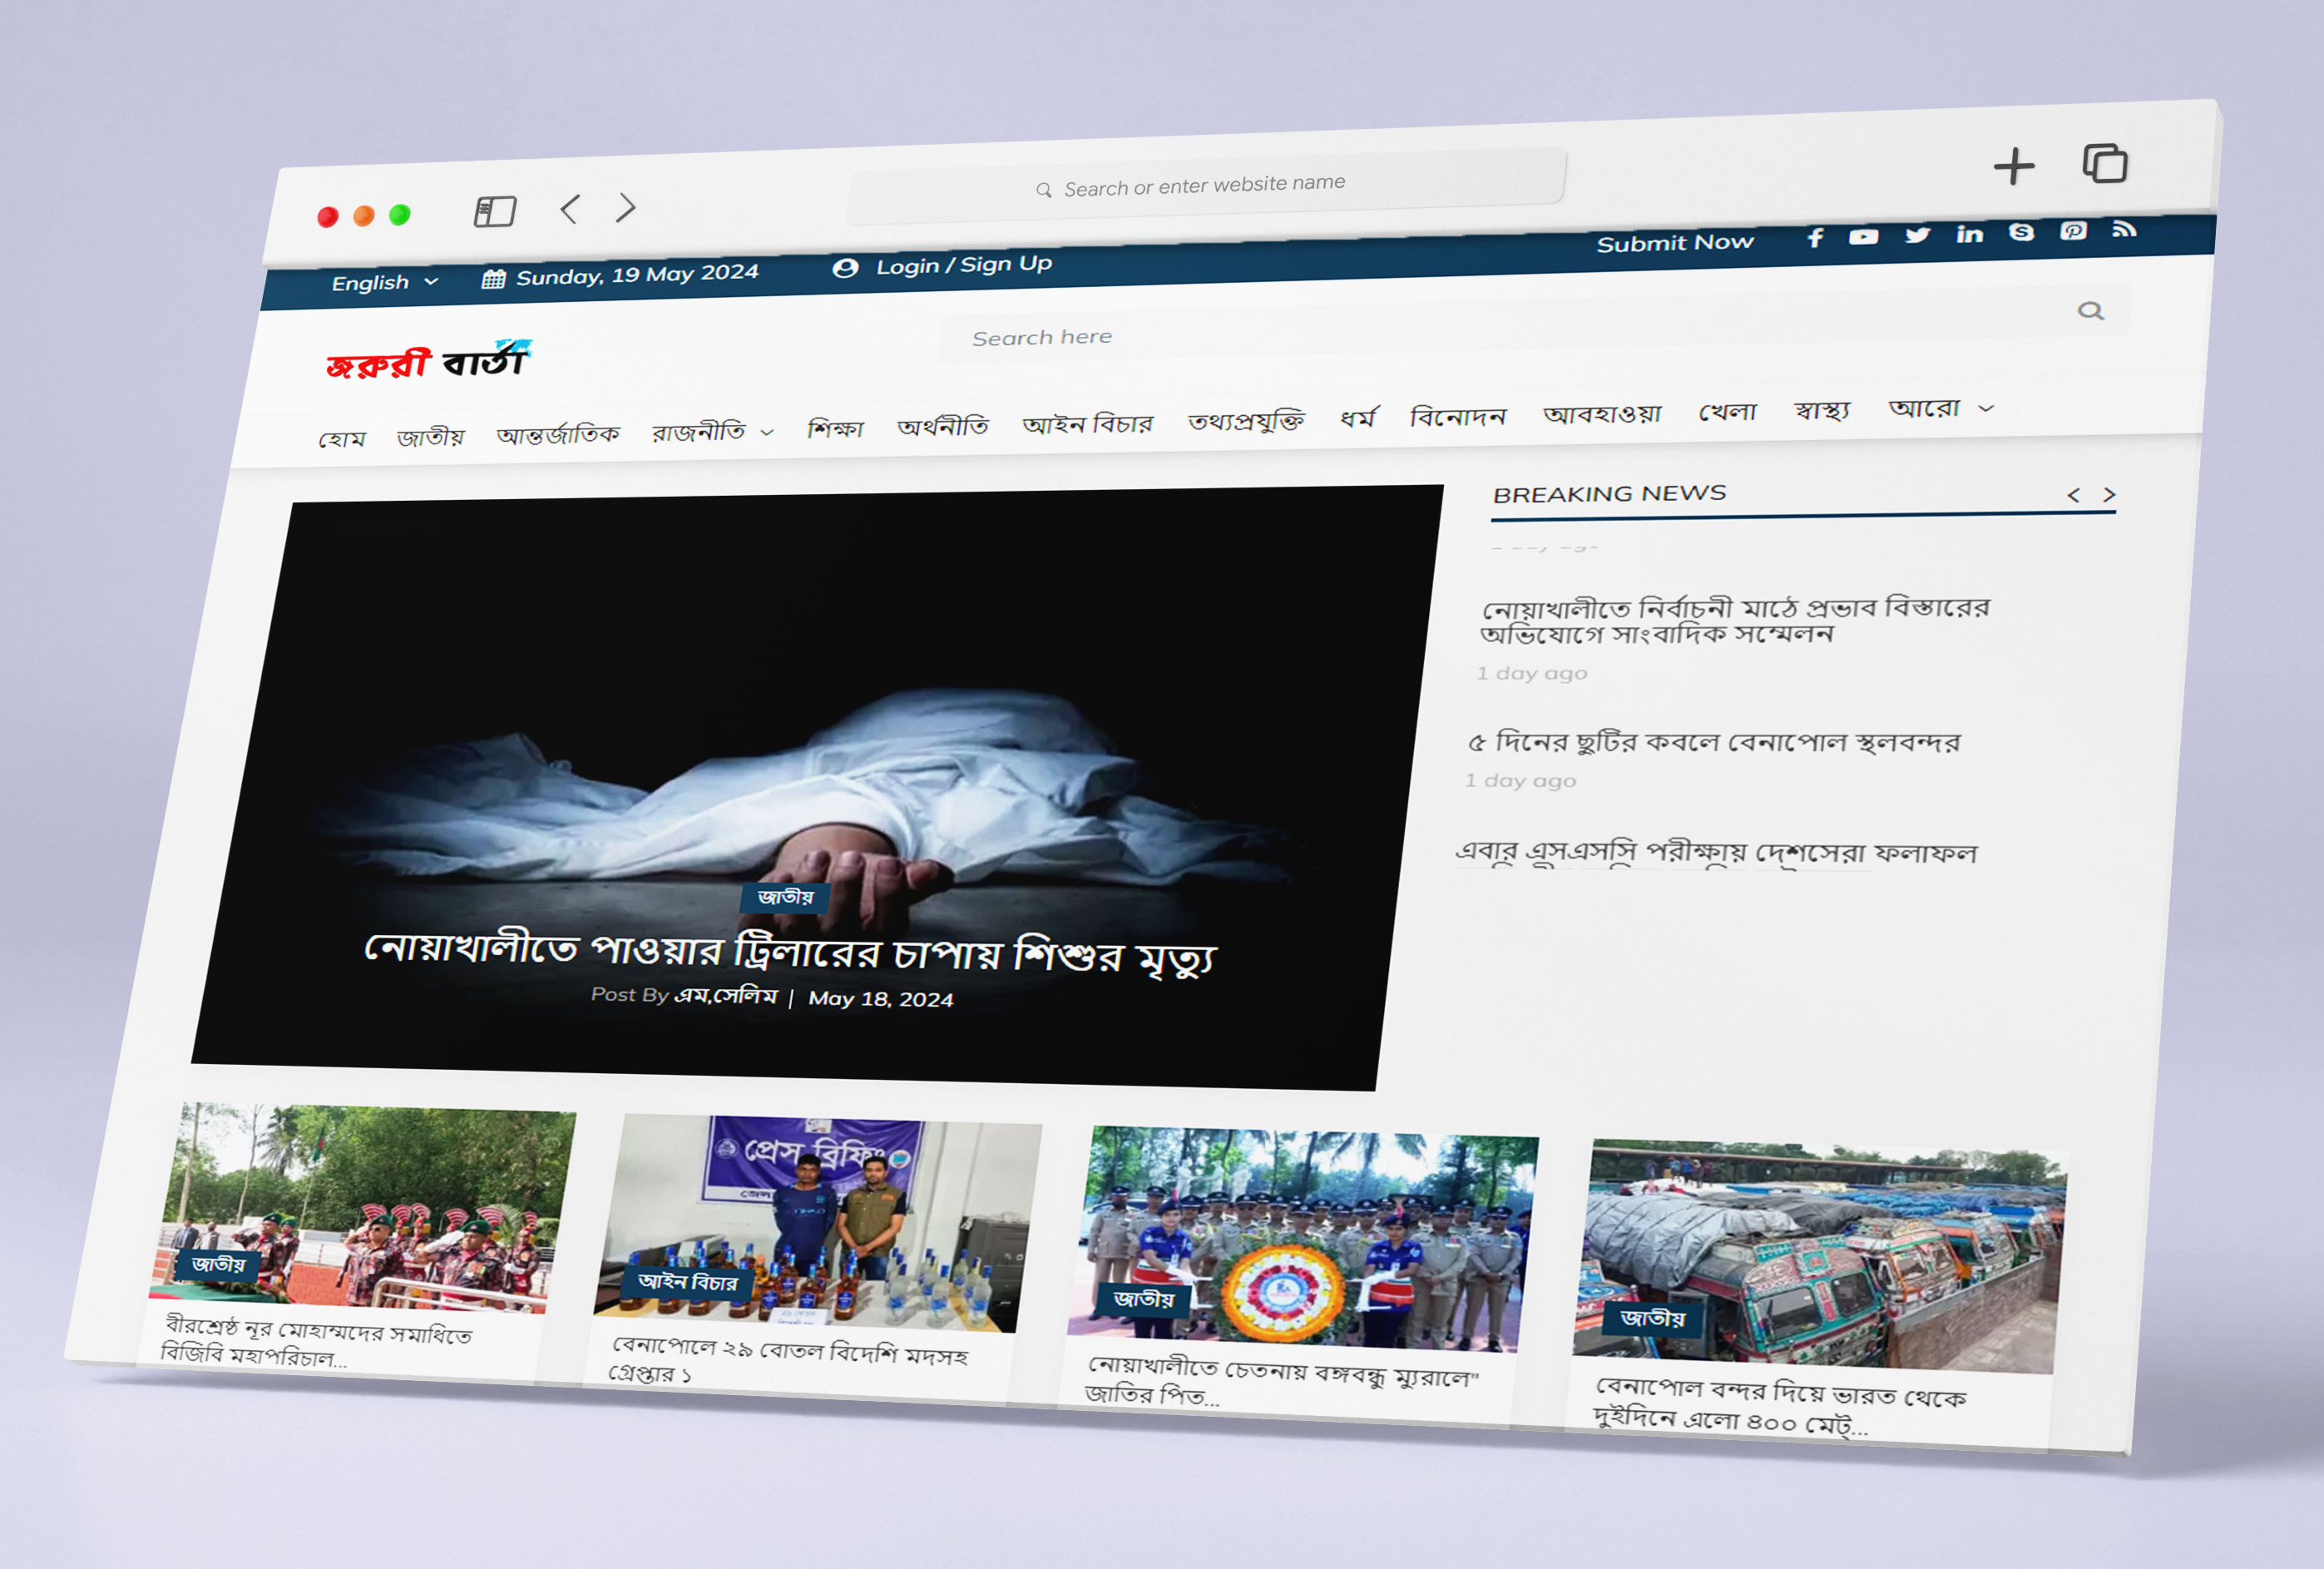 Search or enter website name
English
Sunday, 19 May 2024
Login / Sign Up
Submit Now
জরুরী বার্তা
Search here
হোম জাতীয় আন্তর্জাতিক রাজনীতি শিক্ষা অর্থনীতি আইন বিচার তথ্যপ্রযুক্তি ধর্ম বিনোদন আবহাওয়া খেলা স্বাস্থ্য আরো
জাতীয়
নোয়াখালীতে পাওয়ার ট্রিলারের চাপায় শিশুর মৃত্যু
Post By এম,সেলিম | May 18, 2024
BREAKING NEWS
নোয়াখালীতে নির্বাচনী মাঠে প্রভাব বিস্তারের
অভিযোগে সাংবাদিক সম্মেলন
1 day ago
৫ দিনের ছুটির কবলে বেনাপোল স্থলবন্দর
1 day ago
এবার এসএসসি পরীক্ষায় দেশসেরা ফলাফল
জাতীয়
বীরশ্রেষ্ঠ নূর মোহাম্মদের সমাধিতে
বিজিবি মহাপরিচাল...
প্রেস ব্রিফিং
আইন বিচার
বেনাপোলে ২৯ বোতল বিদেশি মদসহ
গ্রেপ্তার ১
জাতীয়
নোয়াখালীতে চেতনায় বঙ্গবন্ধু ম্যুরালে"
জাতির পিত...
জাতীয়
বেনাপোল বন্দর দিয়ে ভারত থেকে
দুইদিনে এলো ৪০০ মেট্...